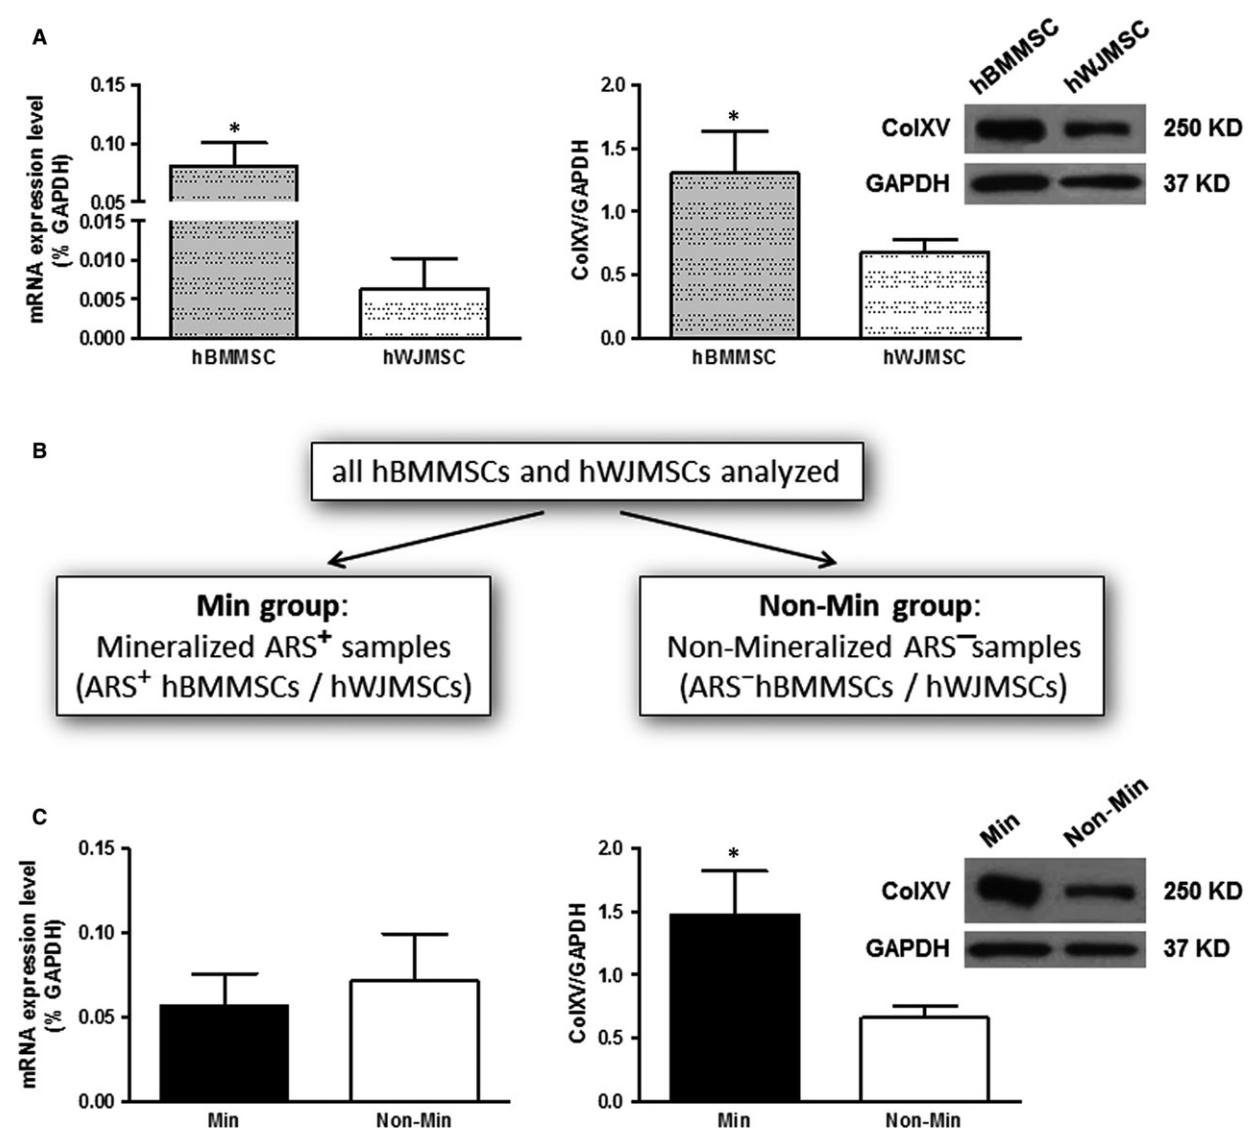 A
mRNA expression level
(% GAPDH)
0.15
0.10
0.05
0.015
0.010
0.005
0.000
hBMMSC
hWJMSC
*
ColXV/GAPDH
2.0
1.5
1.0
0.5
0.0
hBMMSC
hWJMSC
*
hBMMSC
hWJMSC
ColXV
250 KD
GAPDH
37 KD
B
all hBMMSCs and hWJMSCs analyzed
Min group:
Mineralized ARS⁺ samples
(ARS⁺ hBMMSCs / hWJMSCs)
Non-Min group:
Non-Mineralized ARS⁻samples
(ARS⁻hBMMSCs / hWJMSCs)
C
mRNA expression level
(% GAPDH)
0.15
0.10
0.05
0.00
Min
Non-Min
ColXV/GAPDH
2.0
1.5
1.0
0.5
0.0
*
Min
Non-Min
Min
Non-Min
ColXV
250 KD
GAPDH
37 KD